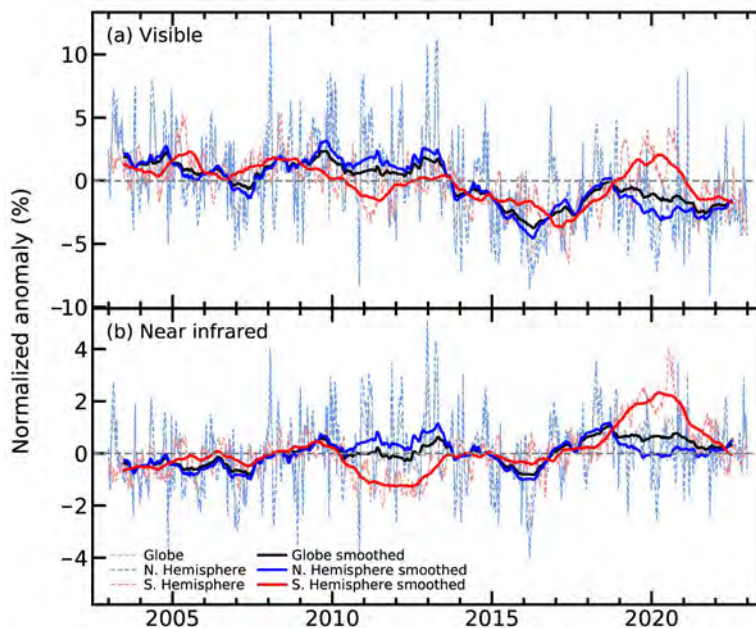 (a) Visible
10
5
0
−5
−10
Normalized anomaly (%)
(b) Near infrared
4
2
0
−2
−4
Globe
N. Hemisphere
S. Hemisphere
Globe smoothed
N. Hemisphere smoothed
S. Hemisphere smoothed
2005 2010 2015 2020